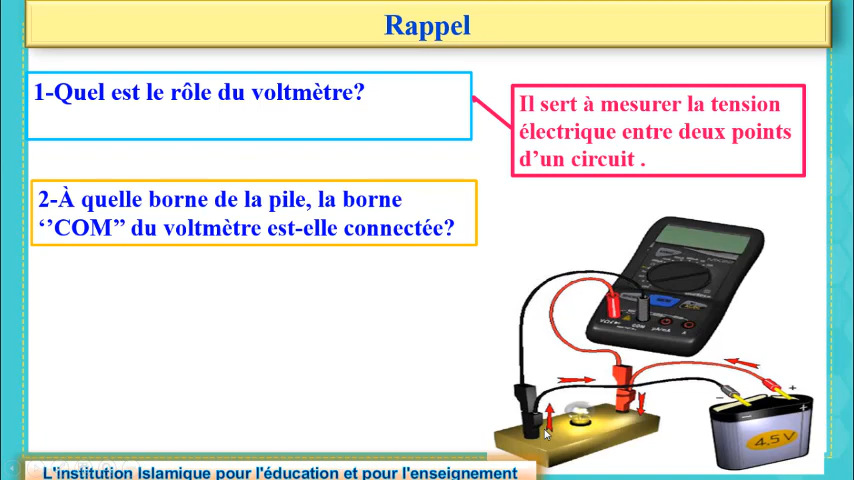 Rappel
1-Quel est le rôle du voltmètre?
Il sert à mesurer la tension
électrique entre deux points
d’un circuit .
2-À quelle borne de la pile, la borne
‘’COM’’ du voltmètre est-elle connectée?
COM
4,5 V
L'institution Islamique pour l'éducation et pour l'enseignement